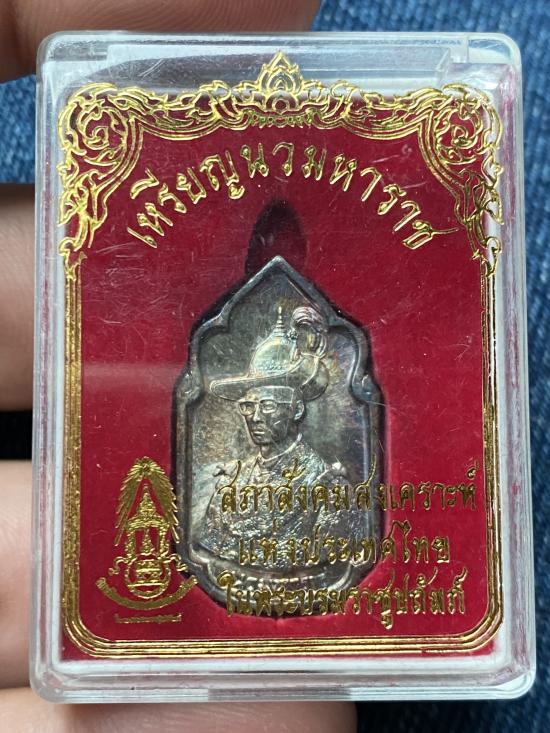 เหรียญนวมหาราช
สภาสังคมสงเคราะห์
แห่งประเทศไทย
ในพระบรมราชูปถัมภ์